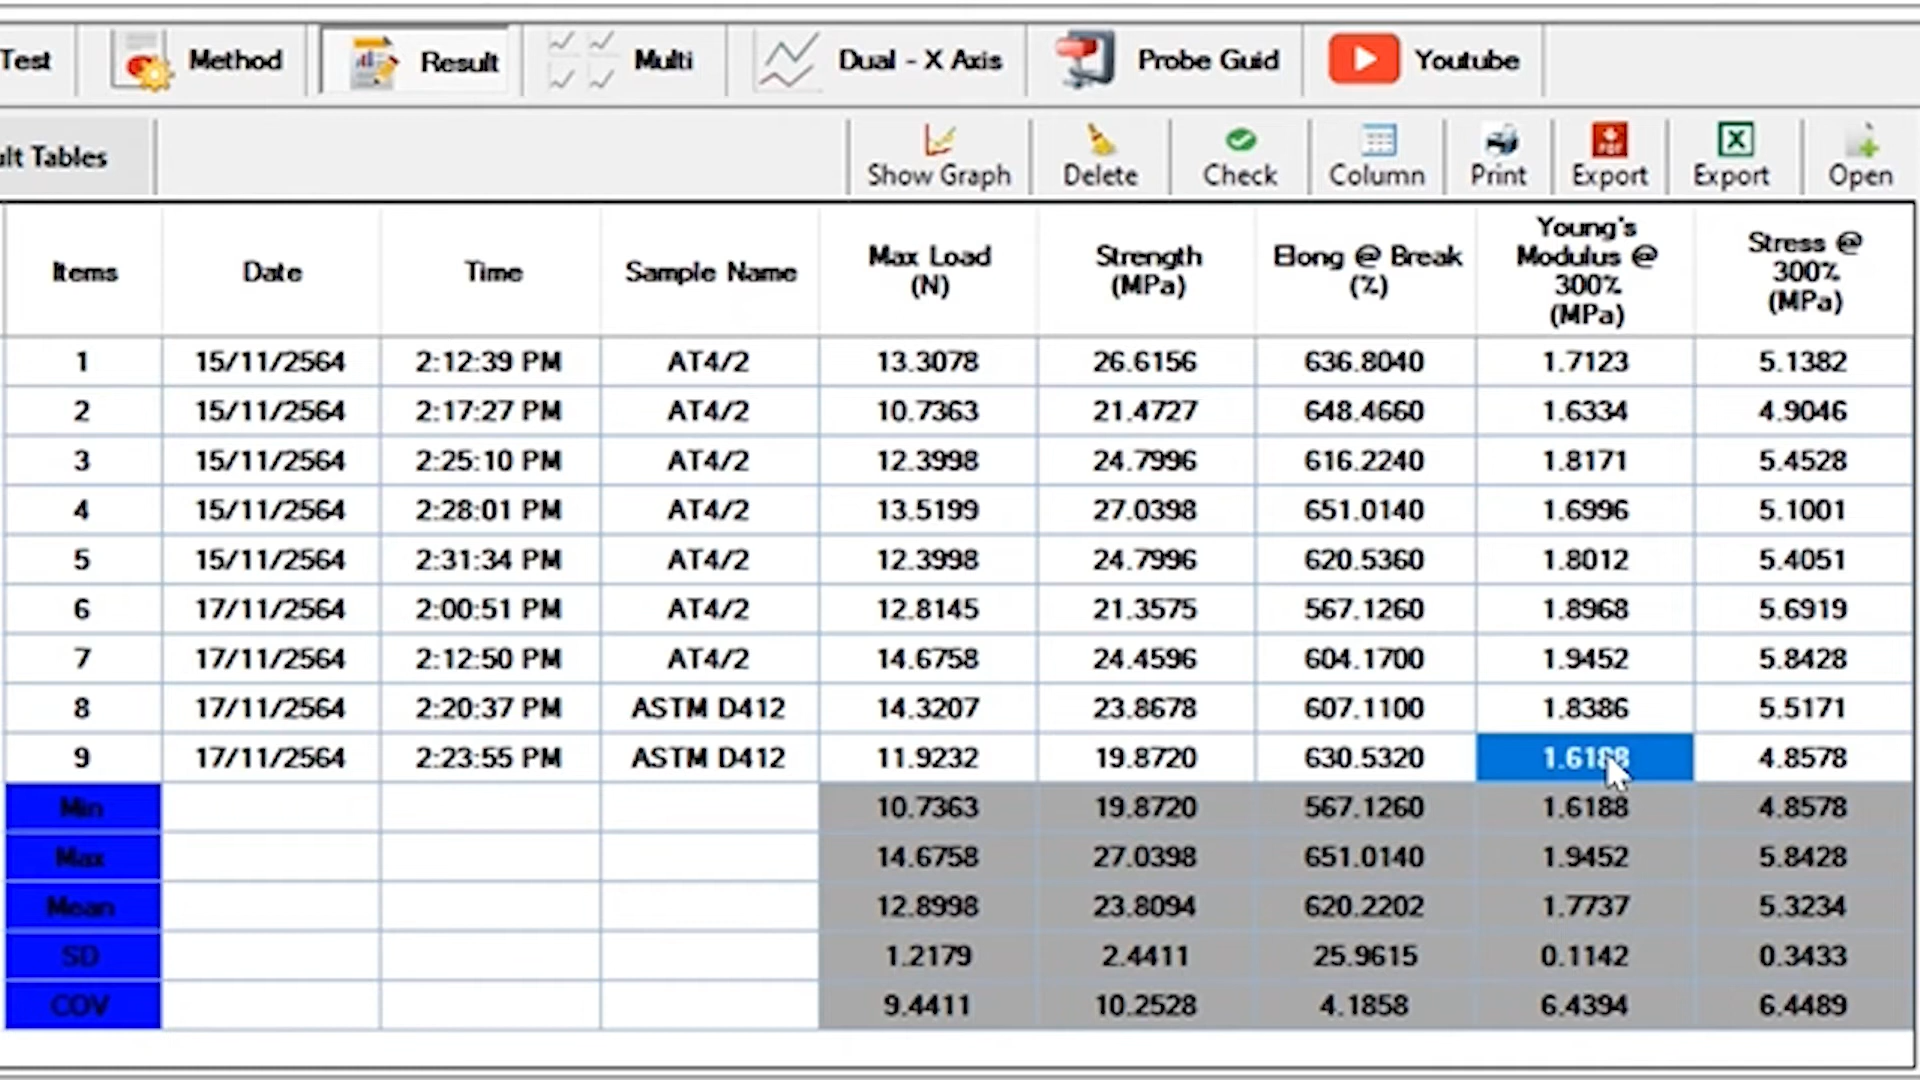 Test Method Result Multi Dual - X Axis Probe Guid Youtube
ult Tables Show Graph Delete Check Column Print Export Export Open
Items Date Time Sample Name Max Load (N) Strength (MPa) Elong @ Break (%) Young's Modulus @ 300% (MPa) Stress @ 300% (MPa)
1 15/11/2564 2:12:39 PM AT4/2 13.3078 26.6156 636.8040 1.7123 5.1382
2 15/11/2564 2:17:27 PM AT4/2 10.7363 21.4727 648.4660 1.6334 4.9046
3 15/11/2564 2:25:10 PM AT4/2 12.3998 24.7996 616.2240 1.8171 5.4528
4 15/11/2564 2:28:01 PM AT4/2 13.5199 27.0398 651.0140 1.6996 5.1001
5 15/11/2564 2:31:34 PM AT4/2 12.3998 24.7996 620.5360 1.8012 5.4051
6 17/11/2564 2:00:51 PM AT4/2 12.8145 21.3575 567.1260 1.8968 5.6919
7 17/11/2564 2:12:50 PM AT4/2 14.6758 24.4596 604.1700 1.9452 5.8428
8 17/11/2564 2:20:37 PM ASTM D412 14.3207 23.8678 607.1100 1.8386 5.5171
9 17/11/2564 2:23:55 PM ASTM D412 11.9232 19.8720 630.5320 1.6188 4.8578
Min 10.7363 19.8720 567.1260 1.6188 4.8578
Max 14.6758 27.0398 651.0140 1.9452 5.8428
Mean 12.8998 23.8094 620.2202 1.7737 5.3234
SD 1.2179 2.4411 25.9615 0.1142 0.3433
COV 9.4411 10.2528 4.1858 6.4394 6.4489